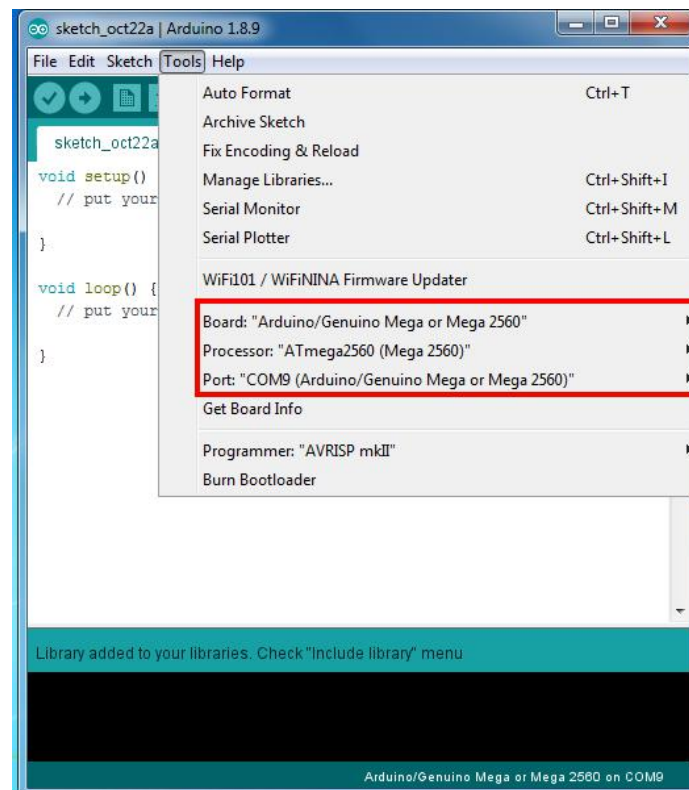 sketch_oct22a | Arduino 1.8.9
File Edit Sketch Tools Help
sketch_oct22a
void setup()
// put your
}
void loop() {
// put your
}
Auto Format Ctrl+T
Archive Sketch
Fix Encoding & Reload
Manage Libraries... Ctrl+Shift+I
Serial Monitor Ctrl+Shift+M
Serial Plotter Ctrl+Shift+L
WiFi101 / WiFiNINA Firmware Updater
Board: "Arduino/Genuino Mega or Mega 2560"
Processor: "ATmega2560 (Mega 2560)"
Port: "COM9 (Arduino/Genuino Mega or Mega 2560)"
Get Board Info
Programmer: "AVRISP mkII"
Burn Bootloader
Library added to your libraries. Check "Include library" menu
Arduino/Genuino Mega or Mega 2560 on COM9